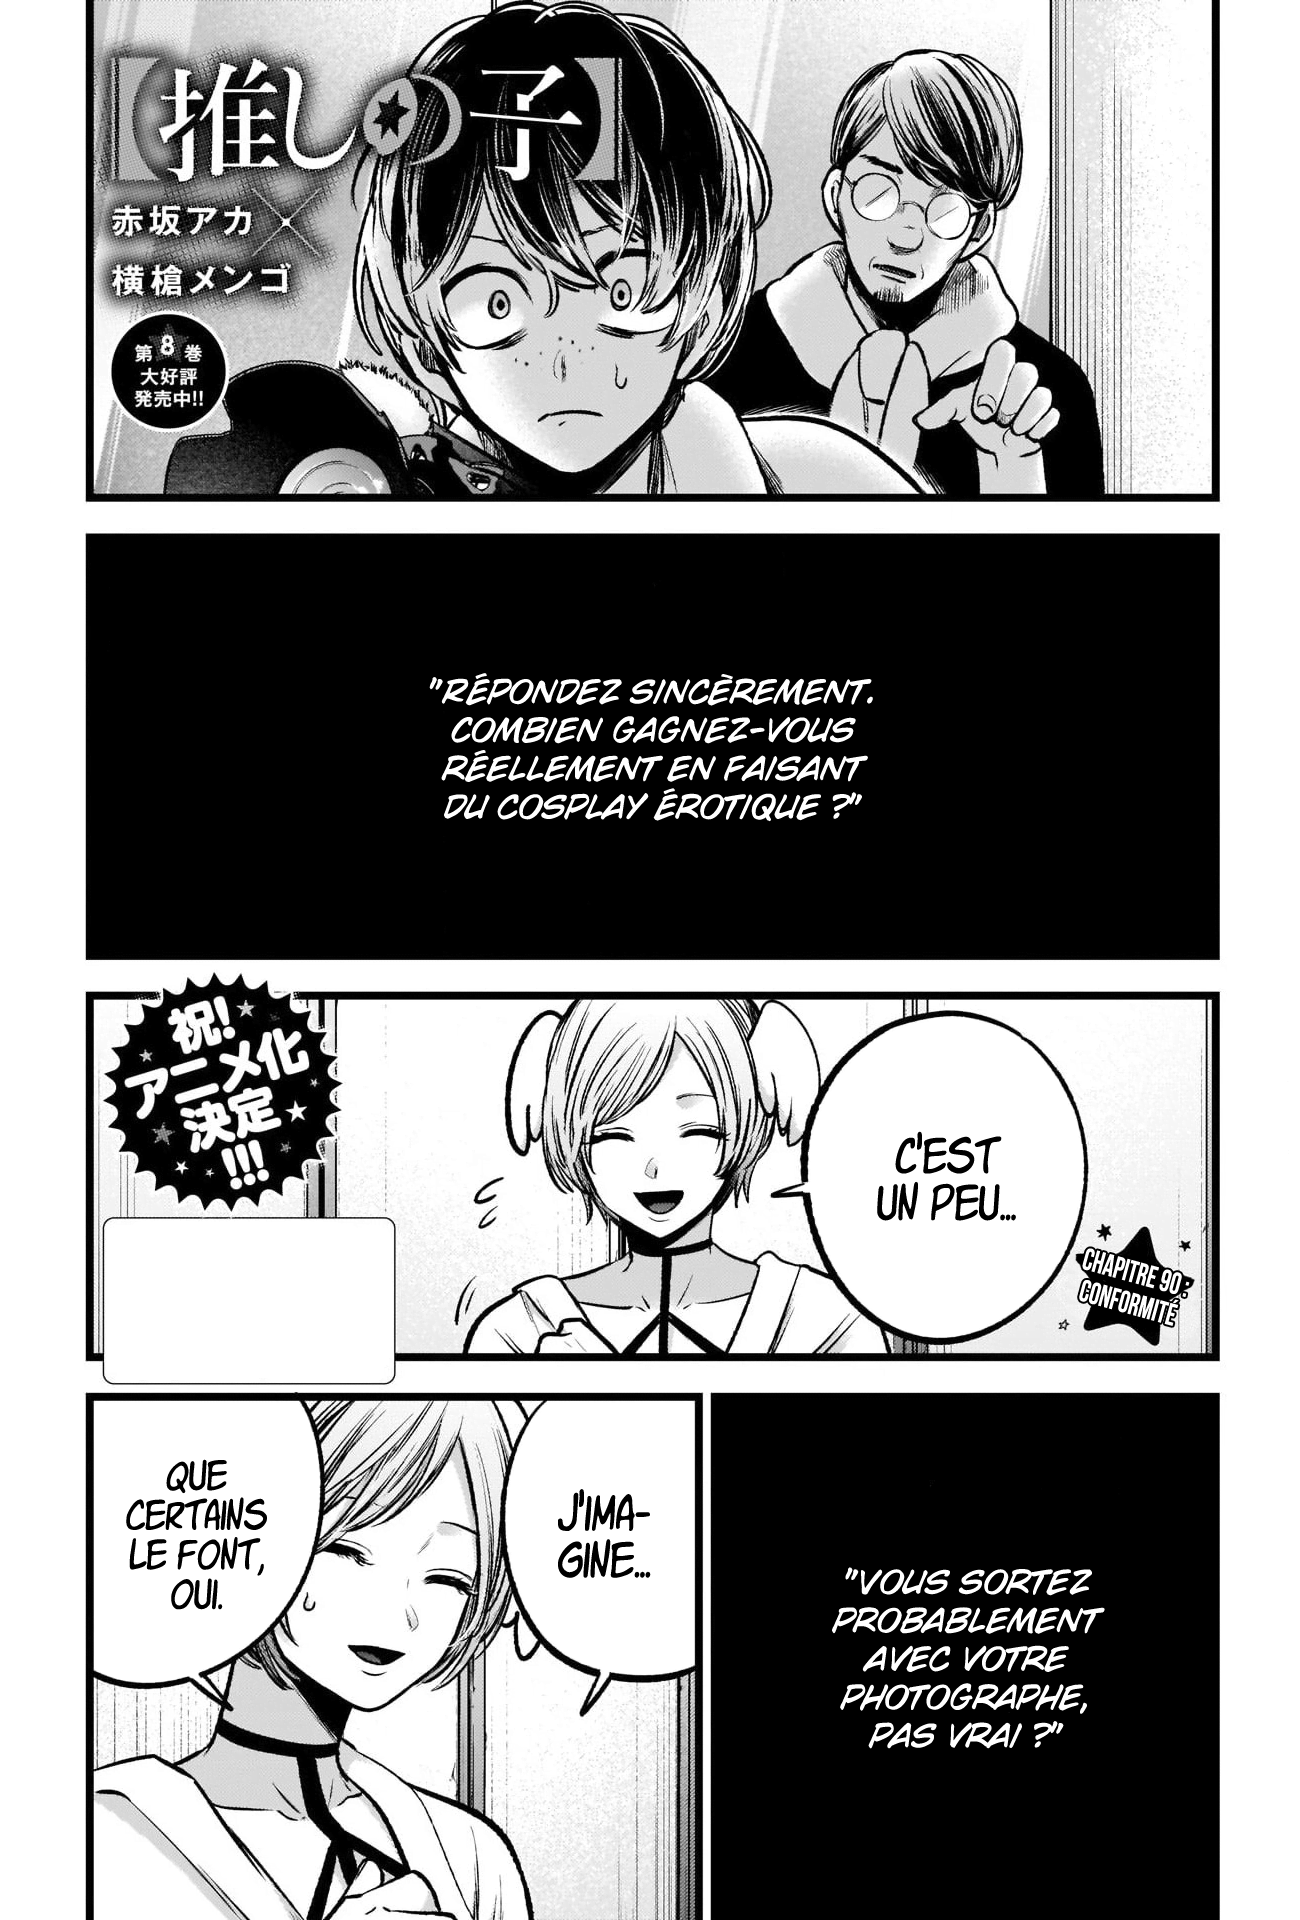 【推しの子】
赤坂アカ×
横槍メンゴ
第8巻
大好評
発売中!!
"RÉPONDEZ SINCÈREMENT.
COMBIEN GAGNEZ-VOUS
RÉELLEMENT EN FAISANT
DU COSPLAY ÉROTIQUE ?"
祝!
アニメ化
決定
!!!
C'EST
UN PEU...
CHAPITRE 90 :
CONFORMITÉ
"VOUS SORTEZ
PROBABLEMENT
AVEC VOTRE
PHOTOGRAPHE,
PAS VRAI ?"
J'IMA-
GINE...
QUE
CERTAINS
LE FONT,
OUI.